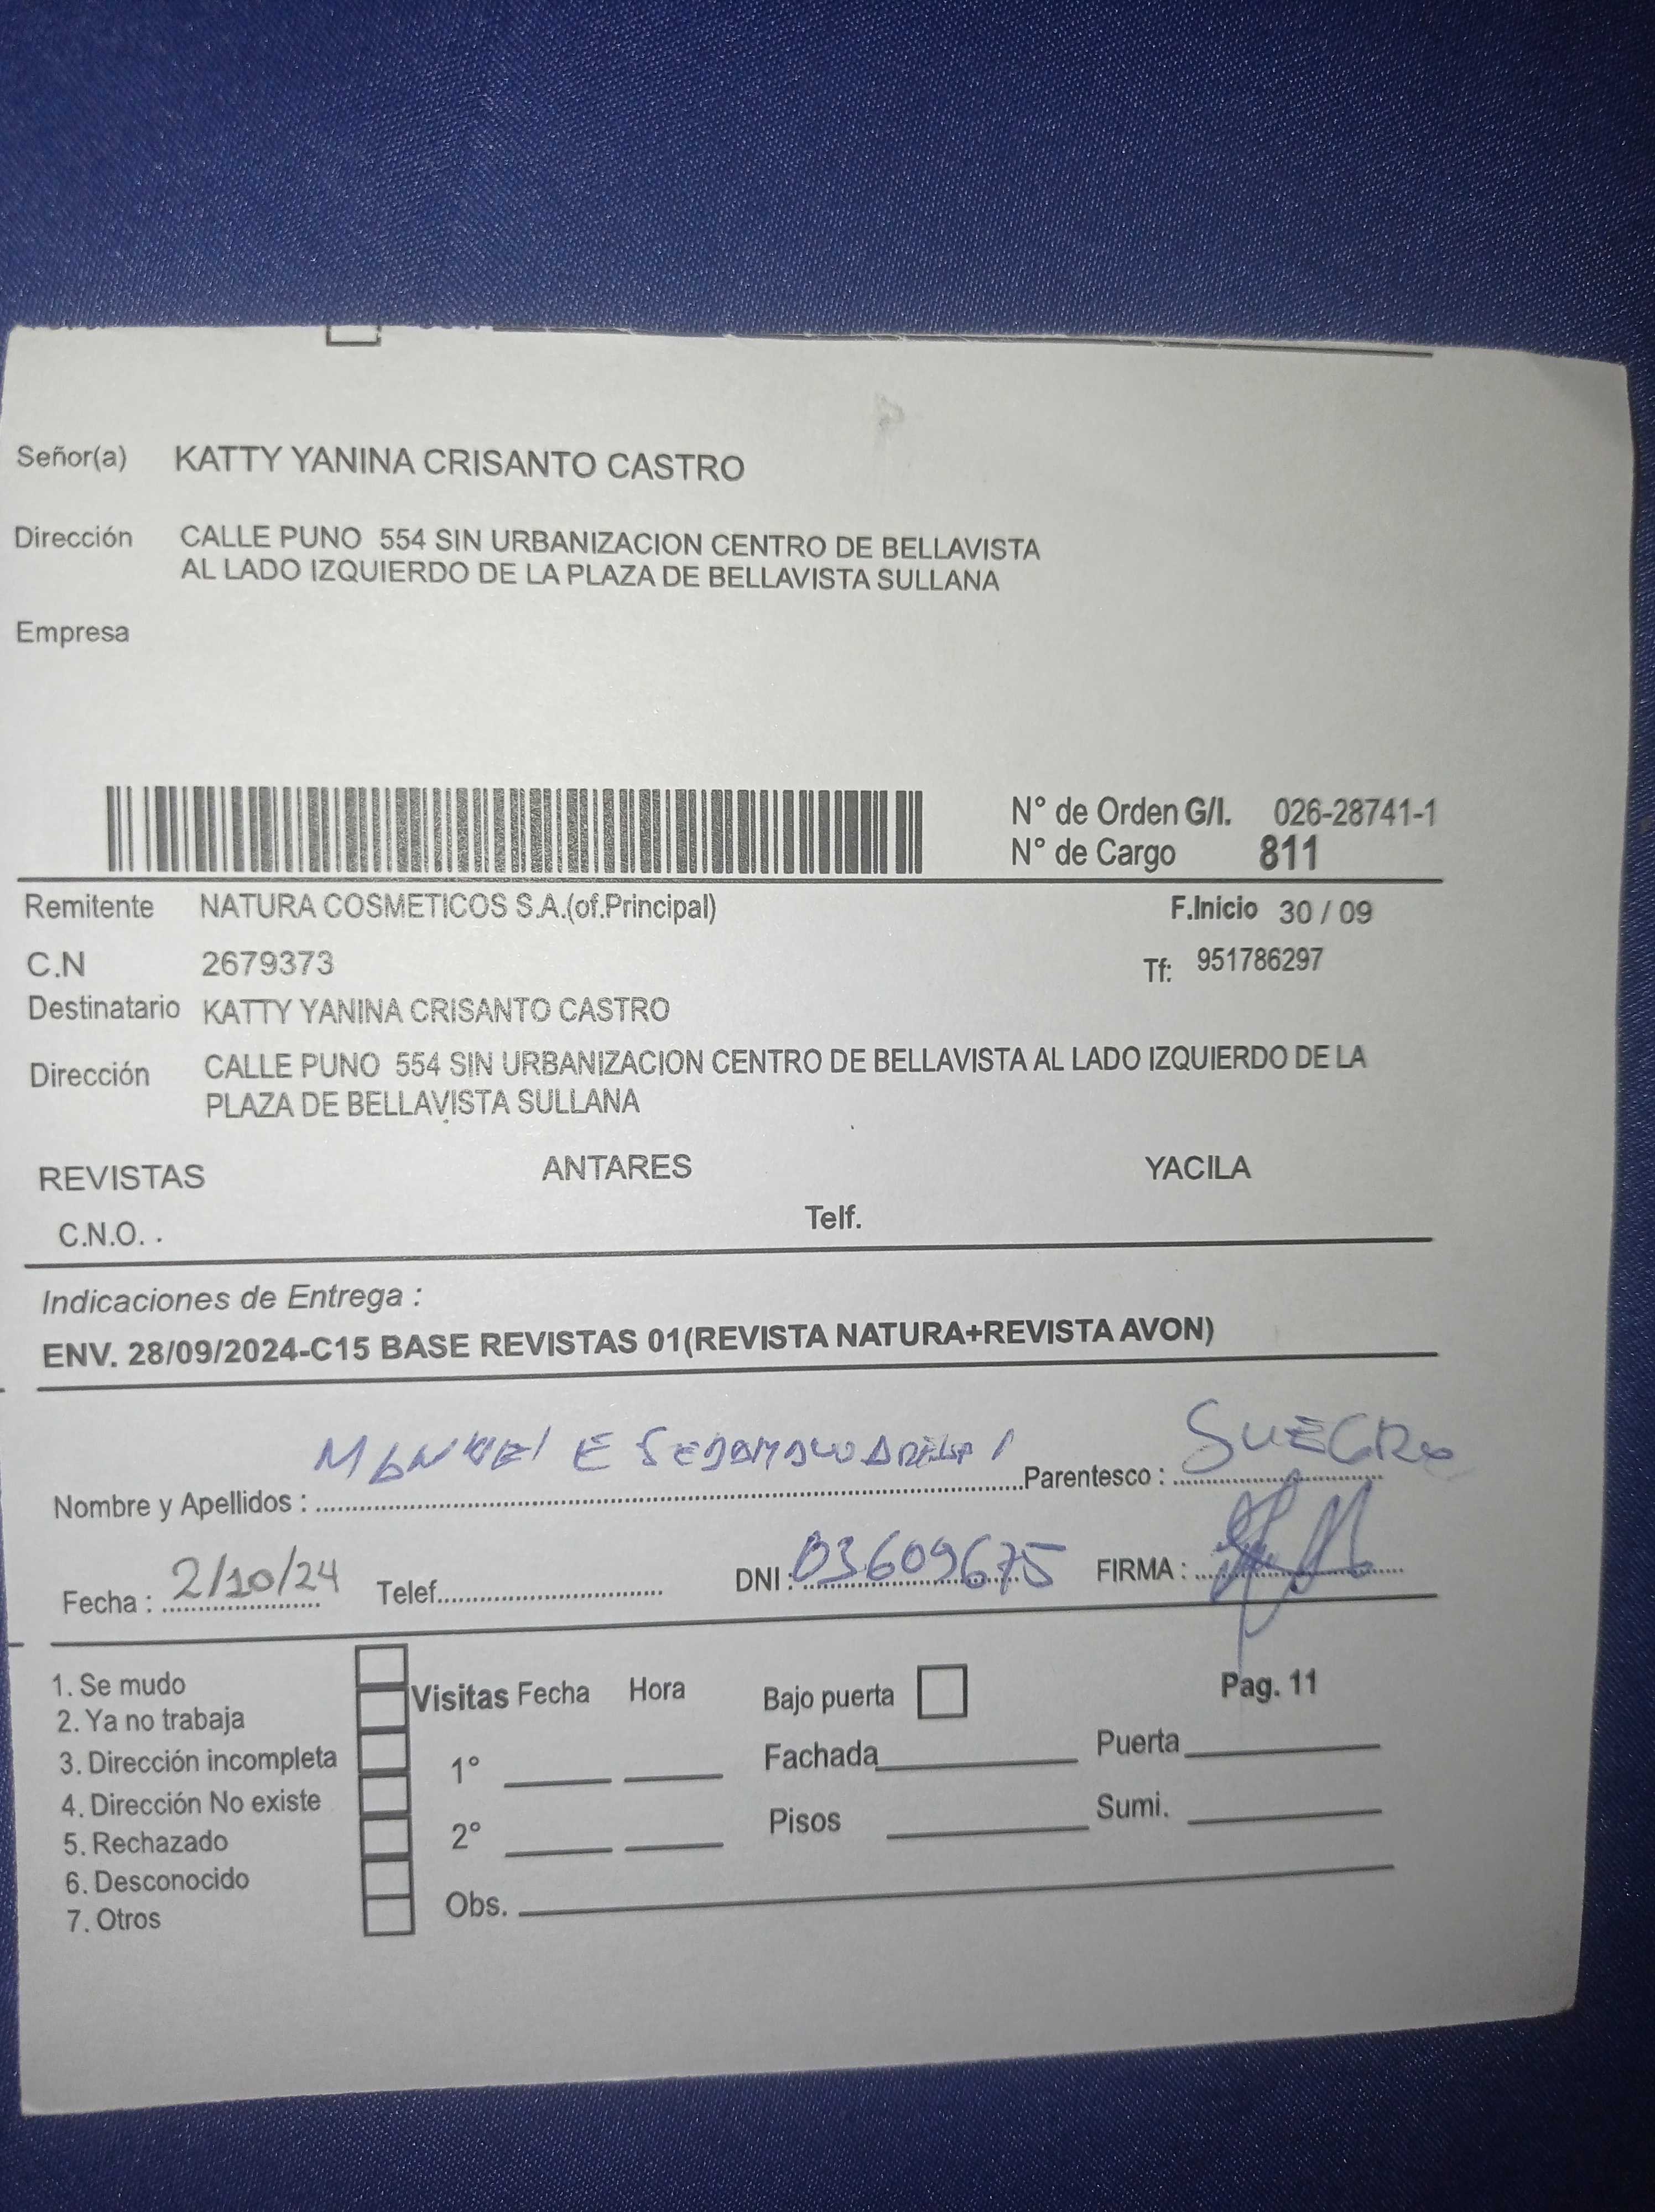 Señor(a) KATTY YANINA CRISANTO CASTRO
Dirección CALLE PUNO 554 SIN URBANIZACION CENTRO DE BELLAVISTA
AL LADO IZQUIERDO DE LA PLAZA DE BELLAVISTA SULLANA
Empresa
N° de Orden G/I. 026-28741-1
N° de Cargo 811
Remitente NATURA COSMETICOS S.A.(of.Principal) F.Inicio 30 / 09
C.N 2679373 Tf: 951786297
Destinatario KATTY YANINA CRISANTO CASTRO
Dirección CALLE PUNO 554 SIN URBANIZACION CENTRO DE BELLAVISTA AL LADO IZQUIERDO DE LA
PLAZA DE BELLAVISTA SULLANA
REVISTAS ANTARES YACILA
C.N.O. . Telf.
Indicaciones de Entrega :
ENV. 28/09/2024-C15 BASE REVISTAS 01(REVISTA NATURA+REVISTA AVON)
Nombre y Apellidos : MANUEL E Parentesco : SUEGRO
Fecha : 2/10/24 Telef. DNI : 03609675 FIRMA :
1. Se mudo
2. Ya no trabaja
3. Dirección incompleta
4. Dirección No existe
5. Rechazado
6. Desconocido
7. Otros
Visitas Fecha Hora Bajo puerta Pag. 11
1° Fachada Puerta
2° Pisos Sumi.
Obs.